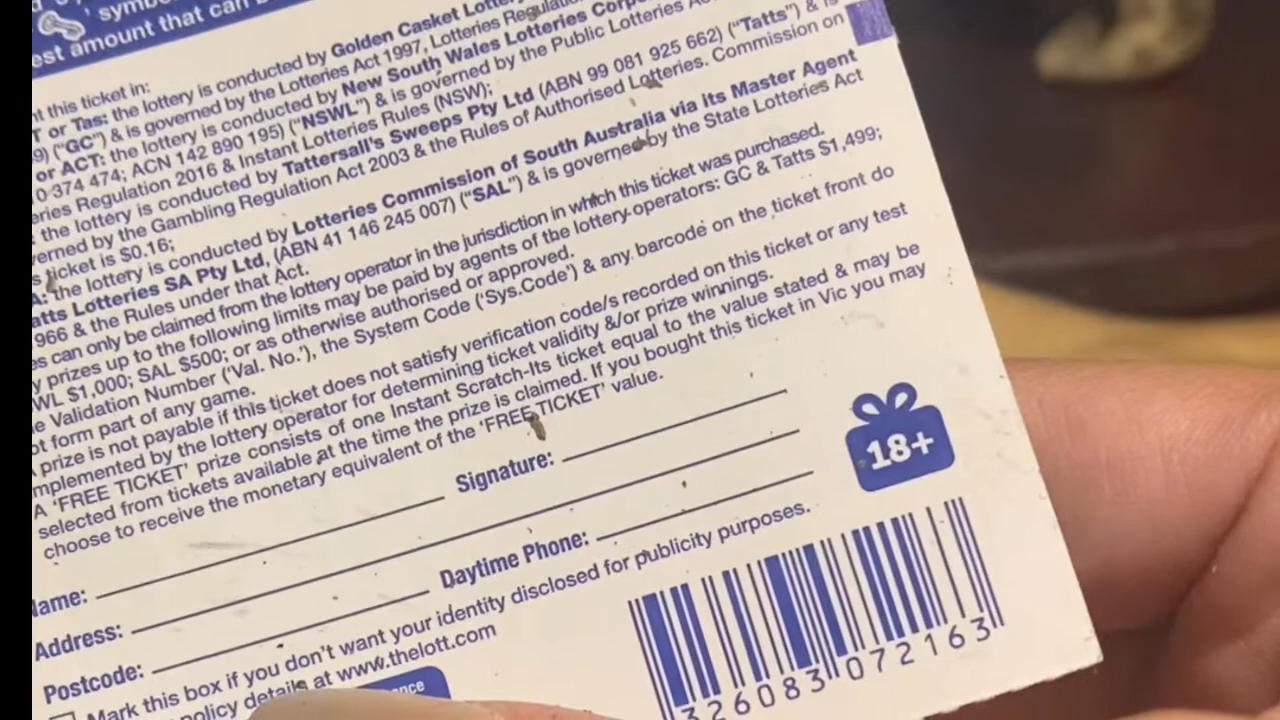 symb
est amount that can
nt this ticket in:
T or Tas: the lottery is conducted by Golden Casket
9) ("GC") & is governed by the Lotteries Act 1997, Lotteries
or ACT: the lottery is conducted by New South Wales Lotteries
0-374 474; ACN 142 890 195) ("NSWL") & is governed by the Public Lotteries
eries Regulation 2016 & Instant Lotteries Rules (NSW);
: the lottery is conducted by Tattersall's Sweeps Pty Ltd (ABN 99 081 925 662) ("Tatts") & is
erned by the Gambling Regulation Act 2003 & the Rules of Authorised Lotteries. Commission on
s ticket is $0.16;
A: the lottery is conducted by Lotteries Commission of South Australia via its Master Agent
atts Lotteries SA Pty Ltd, (ABN 41 146 245 007) ("SAL") & is governed by the State Lotteries Act
966 & the Rules under that Act.
es can only be claimed from the lottery operator in the jurisdiction in which this ticket was purchased.
y prizes up to the following limits may be paid by agents of the lottery operators: GC & Tatts $1,499;
WL $1,000; SAL $500; or as otherwise authorised or approved.
e Validation Number ('Val. No.'), the System Code ('Sys.Code') & any barcode on the ticket front do
ot form part of any game.
A prize is not payable if this ticket does not satisfy verification code/s recorded on this ticket or any test
mplemented by the lottery operator for determining ticket validity &/or prize winnings.
A 'FREE TICKET' prize consists of one Instant Scratch-Its ticket equal to the value stated & may be
selected from tickets available at the time the prize is claimed. If you bought this ticket in Vic you may
choose to receive the monetary equivalent of the 'FREE TICKET' value.
18+
Name: Signature:
Address:
Postcode: Daytime Phone:
Mark this box if you don't want your identity disclosed for publicity purposes.
policy details at www.thelott.com
nce
326083 072163